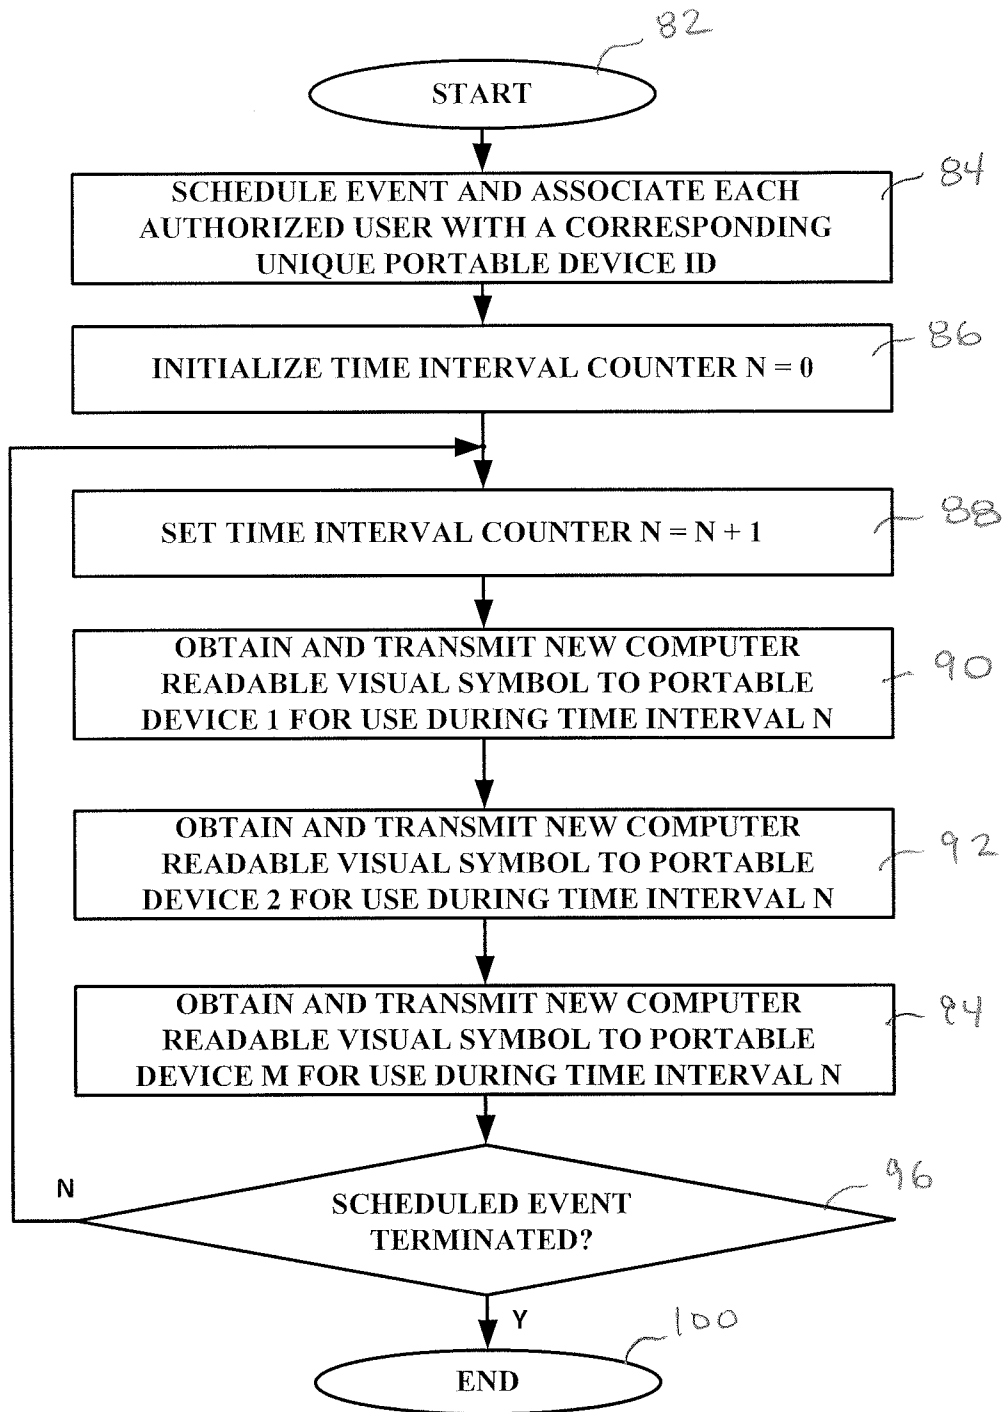 82
START
SCHEDULE EVENT AND ASSOCIATE EACH
AUTHORIZED USER WITH A CORRESPONDING
UNIQUE PORTABLE DEVICE ID
84
INITIALIZE TIME INTERVAL COUNTER N = 0
86
SET TIME INTERVAL COUNTER N = N + 1
88
OBTAIN AND TRANSMIT NEW COMPUTER
READABLE VISUAL SYMBOL TO PORTABLE
DEVICE 1 FOR USE DURING TIME INTERVAL N
90
OBTAIN AND TRANSMIT NEW COMPUTER
READABLE VISUAL SYMBOL TO PORTABLE
DEVICE 2 FOR USE DURING TIME INTERVAL N
92
OBTAIN AND TRANSMIT NEW COMPUTER
READABLE VISUAL SYMBOL TO PORTABLE
DEVICE M FOR USE DURING TIME INTERVAL N
94
N
SCHEDULED EVENT
TERMINATED?
96
Y
100
END